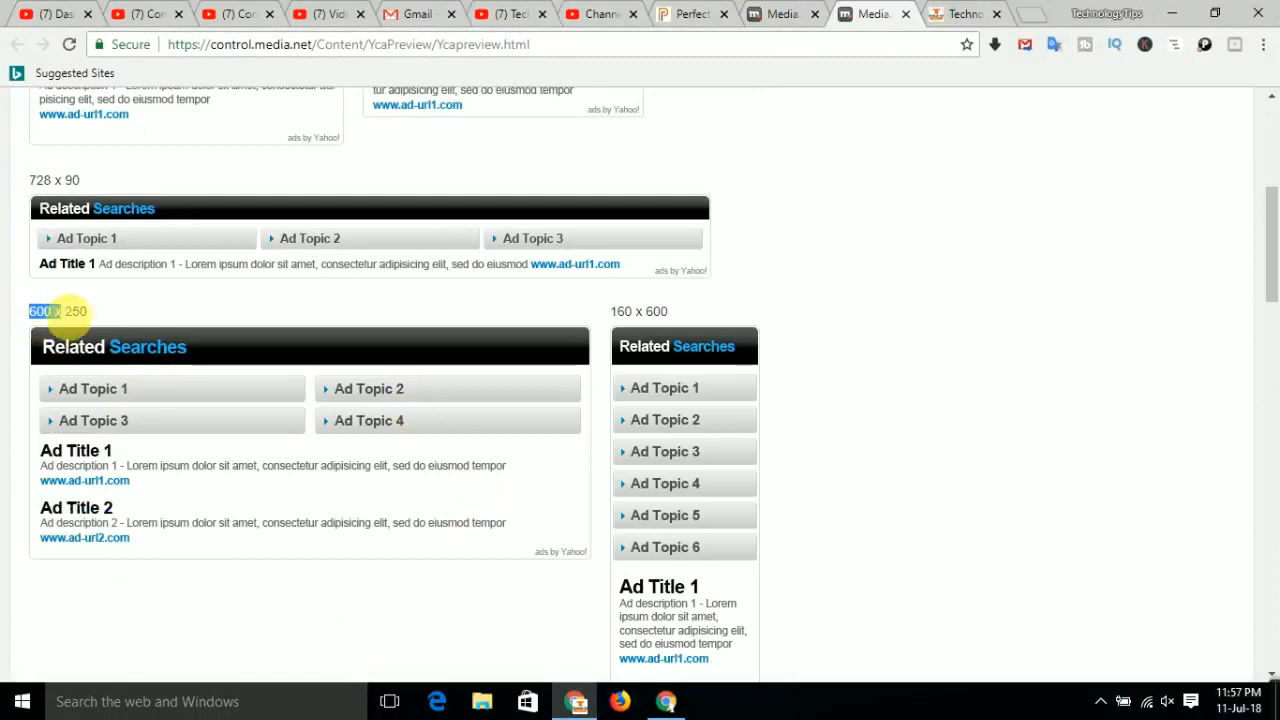 (7) Das
(7) Con
(7) Co
(7) Vid
Gmail -
(7) Tecl
Channe
Perfect
Media.
Media.
Techno
TechnologyTips
Secure
https://control.media.net/Content/YcaPreview/Ycapreview.html
Suggested Sites
pisicing elit, sed do eiusmod tempor
www.ad-url1.com
ads by Yahoo!
tur adipisicing elit, sed do eiusmod tempor
www.ad-url1.com
ads by Yahoo!
728 x 90
Related Searches
Ad Topic 1
Ad Topic 2
Ad Topic 3
Ad Title 1 Ad description 1 - Lorem ipsum dolor sit amet, consectetur adipisicing elit, sed do eiusmod www.ad-url1.com
ads by Yahoo!
600 x 250
Related Searches
Ad Topic 1
Ad Topic 2
Ad Topic 3
Ad Topic 4
Ad Title 1
Ad description 1 - Lorem ipsum dolor sit amet, consectetur adipisicing elit, sed do eiusmod tempor
www.ad-url1.com
Ad Title 2
Ad description 2 - Lorem ipsum dolor sit amet, consectetur adipisicing elit, sed do eiusmod tempor
www.ad-url2.com
ads by Yahoo!
160 x 600
Related Searches
Ad Topic 1
Ad Topic 2
Ad Topic 3
Ad Topic 4
Ad Topic 5
Ad Topic 6
Ad Title 1
Ad description 1 - Lorem
ipsum dolor sit amet,
consectetur adipisicing elit,
sed do eiusmod tempor
www.ad-url1.com
Search the web and Windows
11:57 PM
11-Jul-18